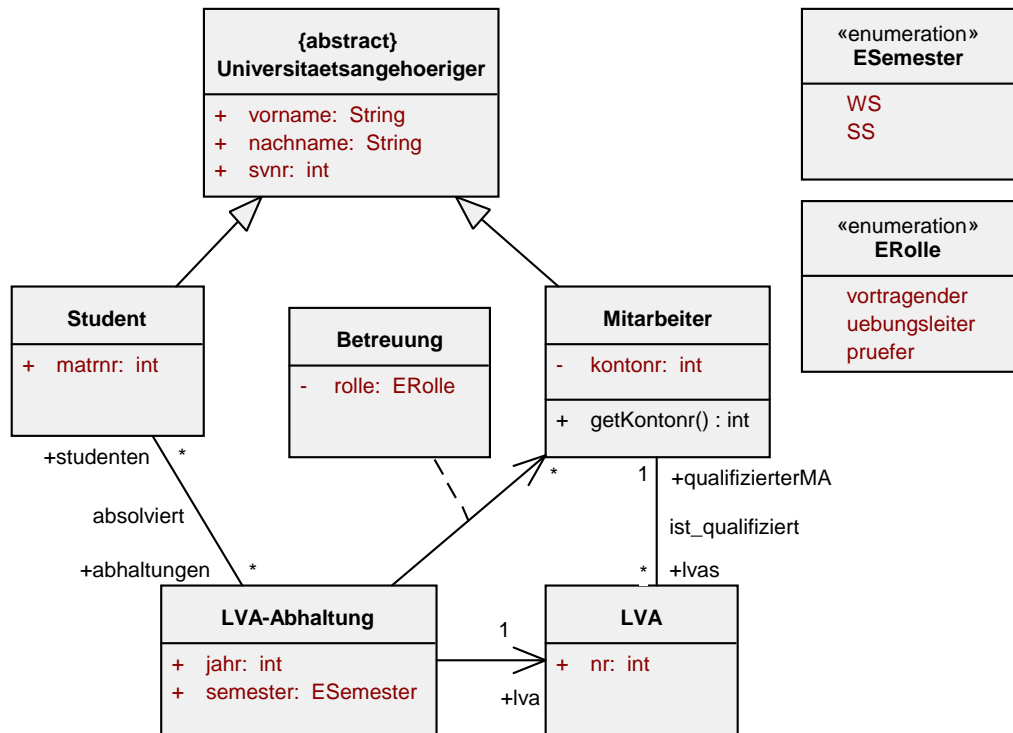 {abstract}
Universitaetsangehoeriger
+ vorname: String
+ nachname: String
+ svnr: int
«enumeration»
ESemester
WS
SS
«enumeration»
ERolle
vortragender
uebungsleiter
pruefer
Student
+ matrnr: int
Betreuung
- rolle: ERolle
Mitarbeiter
- kontonr: int
+ getKontonr() : int
+studenten *
absolviert
+abhaltungen *
*
1 +qualifizierterMA
ist_qualifiziert
* +lvas
LVA-Abhaltung
+ jahr: int
+ semester: ESemester
1
+lva
LVA
+ nr: int